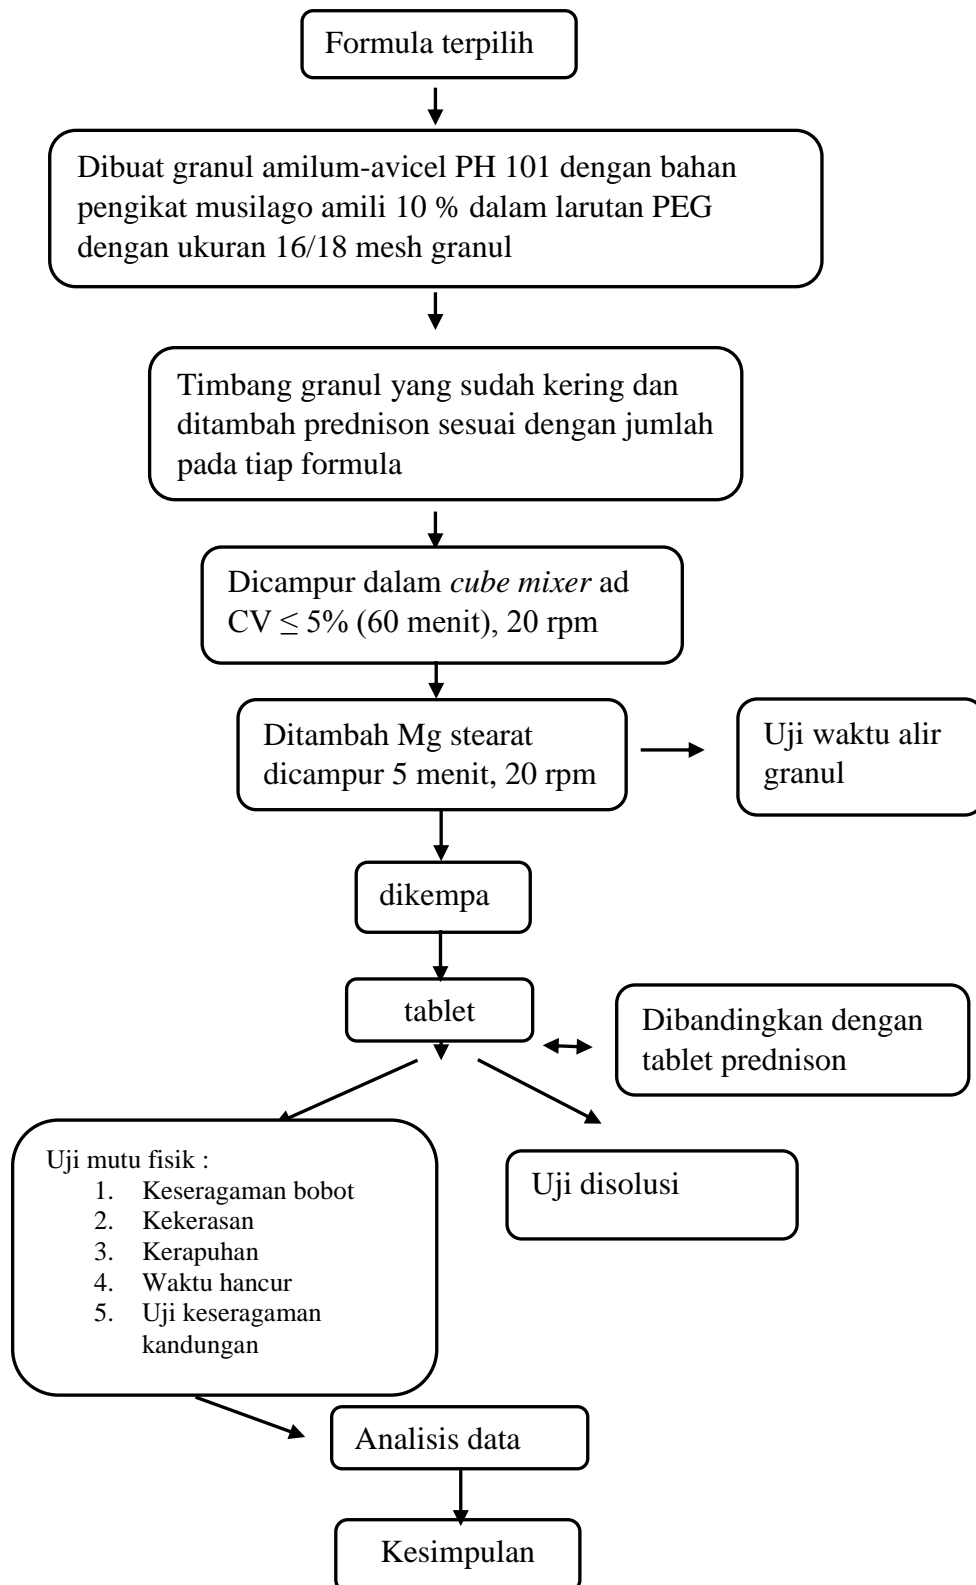 Formula terpilih
Dibuat granul amilum-avicel PH 101 dengan bahan
pengikat musilago amili 10 % dalam larutan PEG
dengan ukuran 16/18 mesh granul
Timbang granul yang sudah kering dan
ditambah prednison sesuai dengan jumlah
pada tiap formula
Dicampur dalam cube mixer ad
CV ≤ 5% (60 menit), 20 rpm
Ditambah Mg stearat
dicampur 5 menit, 20 rpm
Uji waktu alir
granul
dikempa
tablet
Dibandingkan dengan
tablet prednison
Uji mutu fisik :
1. Keseragaman bobot
2. Kekerasan
3. Kerapuhan
4. Waktu hancur
5. Uji keseragaman
kandungan
Uji disolusi
Analisis data
Kesimpulan